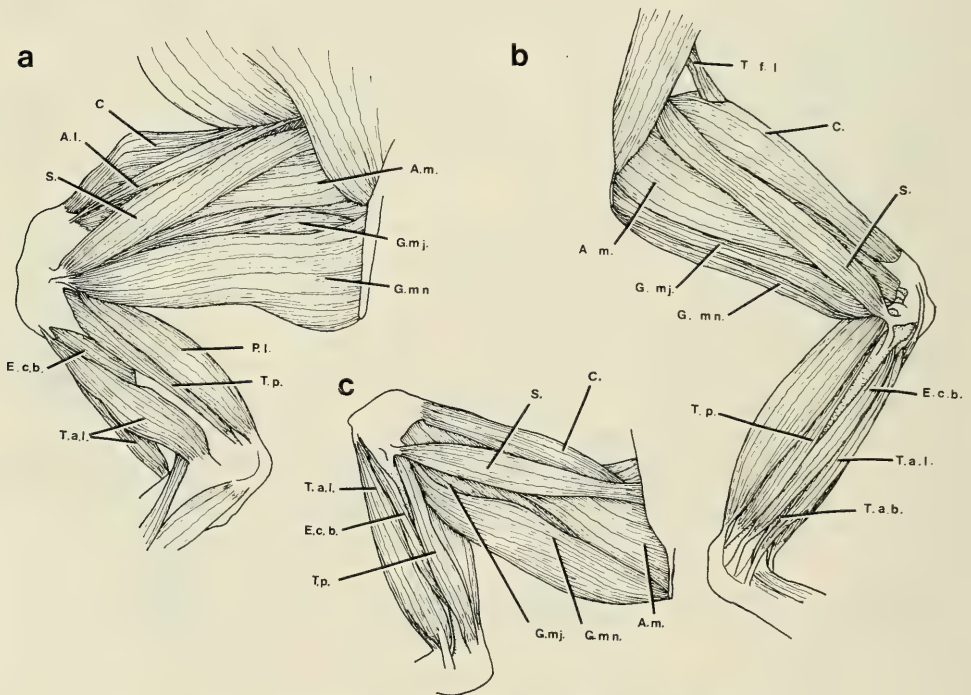 a
C
A.l.
S.
A.m.
G.mj.
G.mn
P.l.
E.c.b.
T.p.
T.a.l.
b
T f. l
C.
S.
A m.
G. mj.
G. mn.
E.c.b.
T.p.
T.a.l.
T.a.b.
c
C.
S.
T.a.l.
E.c.b.
T.p.
G.mj.
G.mn.
A.m.